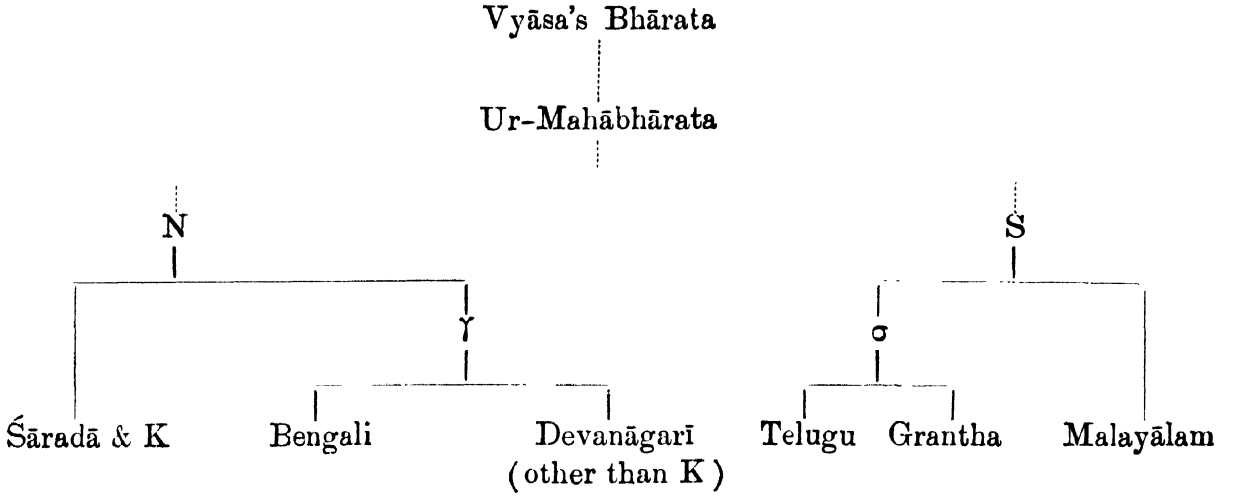 Vyāsa's Bhārata
Ur-Mahābhārata
N
S
γ
σ
Śāradā & K
Bengali
Devanāgarī
(other than K)
Telugu
Grantha
Malayālam